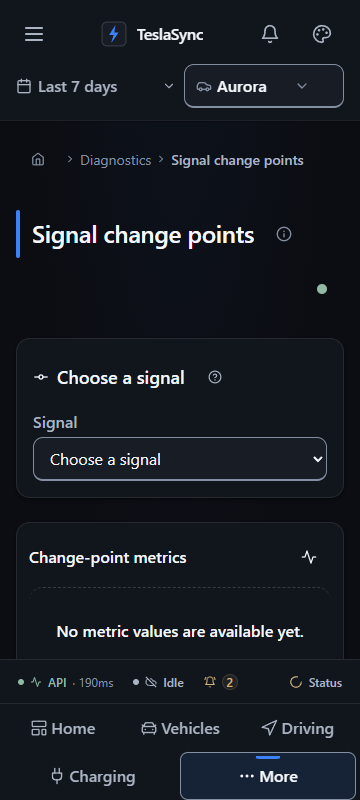 TeslaSync
Last 7 days
Aurora
Diagnostics
Signal change points
Signal change points
Choose a signal
Signal
Choose a signal
Change-point metrics
No metric values are available yet.
API · 190ms
Idle
2
Status
Home
Vehicles
Driving
Charging
More